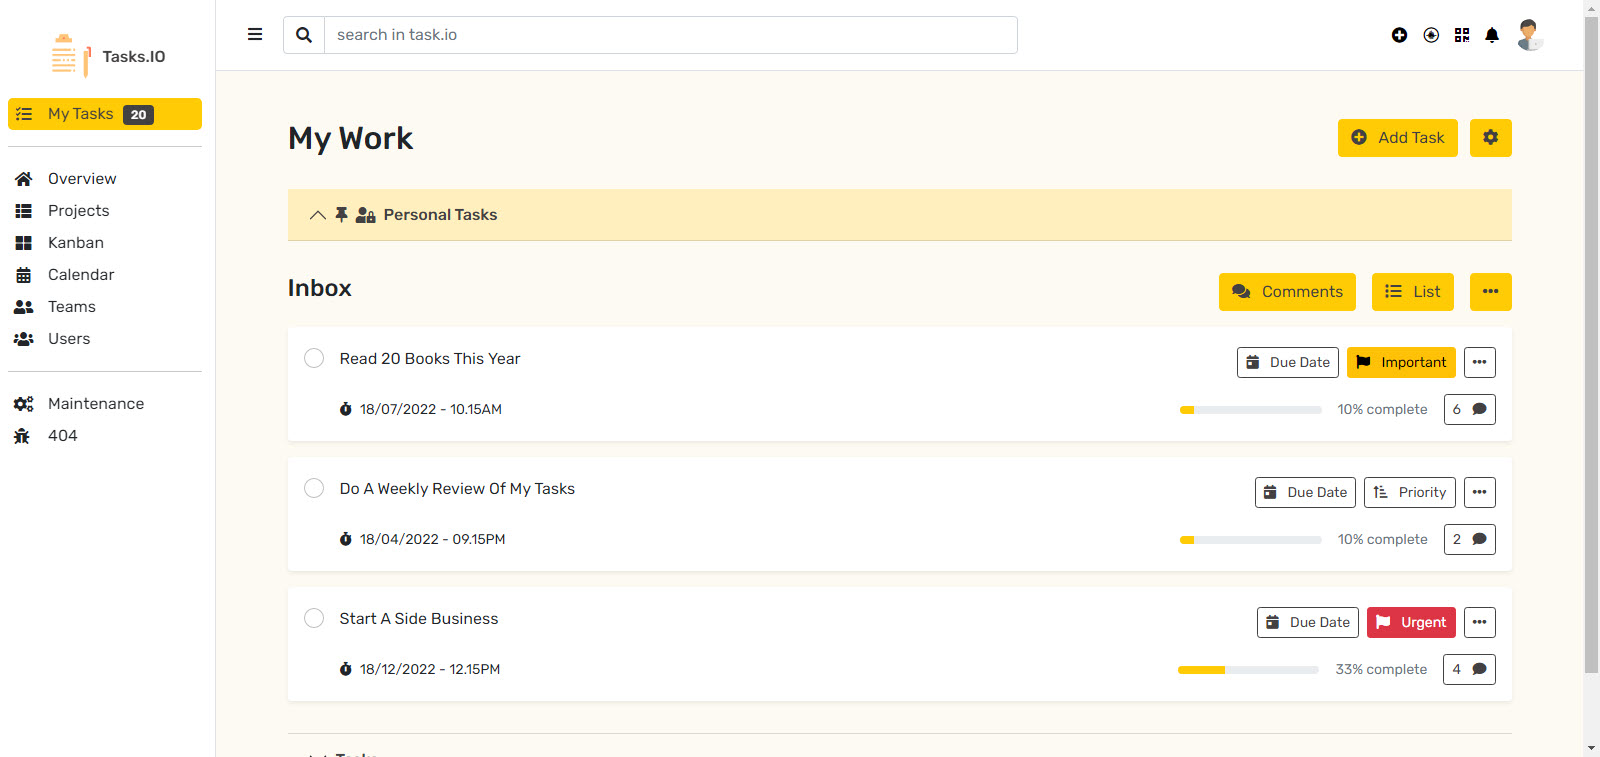 Tasks.IO
search in task.io
My Tasks 20
Overview
Projects
Kanban
Calendar
Teams
Users
Maintenance
404
My Work
Add Task
Personal Tasks
Inbox
Comments
List
Read 20 Books This Year
Due Date
Important
18/07/2022 - 10.15AM
10% complete
6
Do A Weekly Review Of My Tasks
Due Date
Priority
18/04/2022 - 09.15PM
10% complete
2
Start A Side Business
Due Date
Urgent
18/12/2022 - 12.15PM
33% complete
4